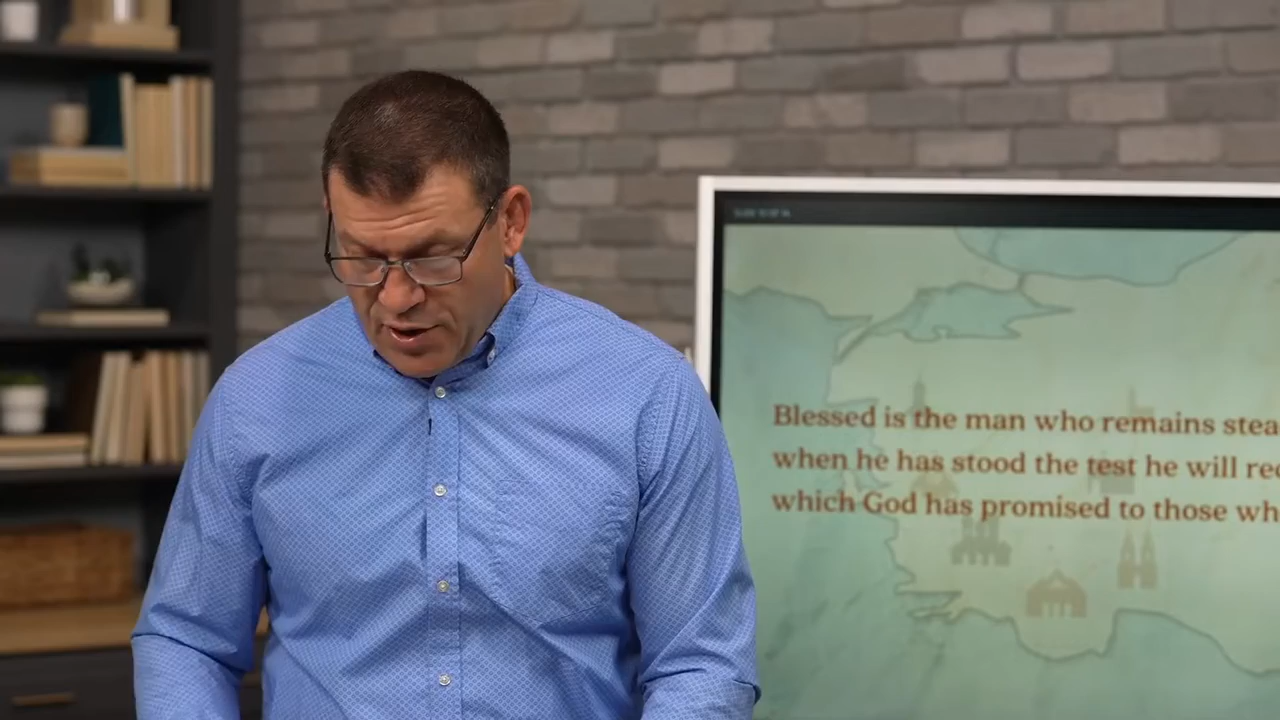 Blessed is the man who remains stea
when he has stood the test he will rec
which God has promised to those wh